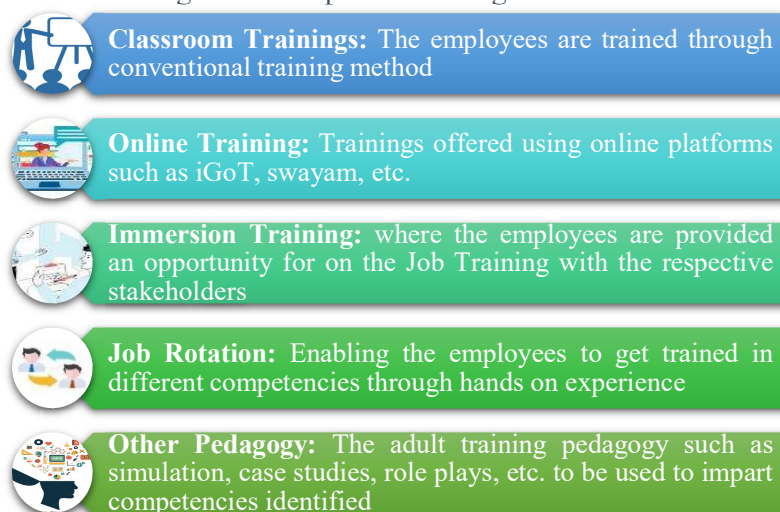 Classroom Trainings: The employees are trained through
conventional training method
Online Training: Trainings offered using online platforms
such as iGoT, swayam, etc.
Immersion Training: where the employees are provided
an opportunity for on the Job Training with the respective
stakeholders
Job Rotation: Enabling the employees to get trained in
different competencies through hands on experience
Other Pedagogy: The adult training pedagogy such as
simulation, case studies, role plays, etc. to be used to impart
competencies identified